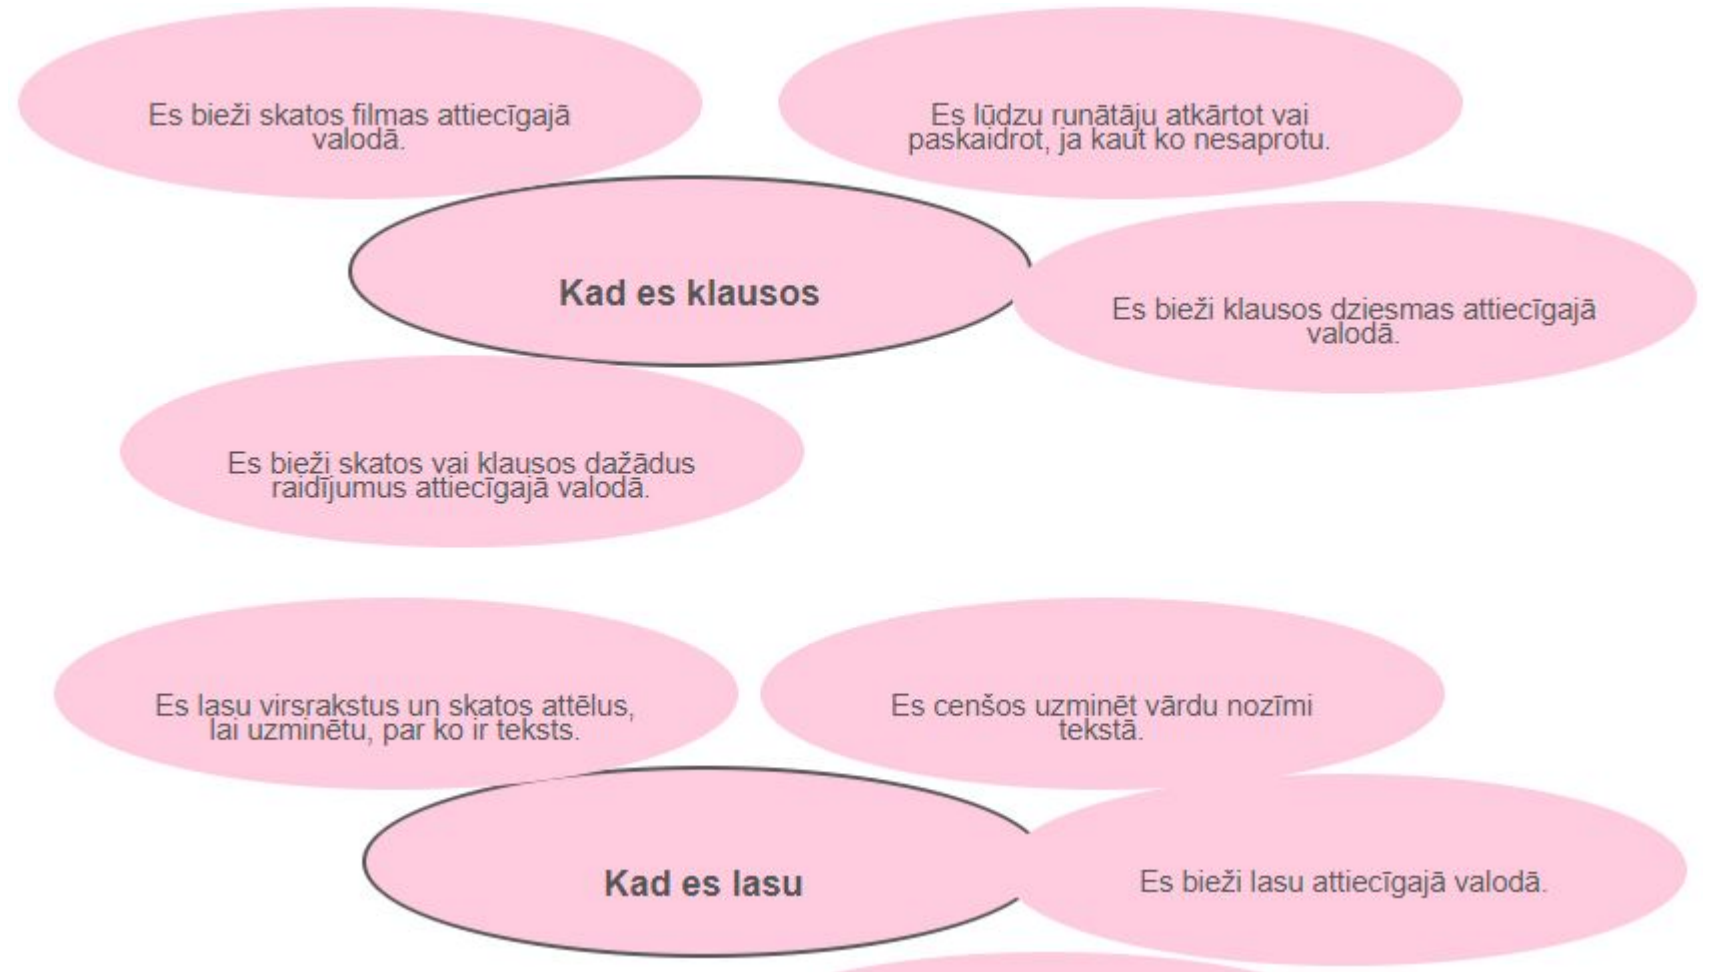 Es bieži skatos filmas attiecīgajā
valodā.
Es lūdzu runātāju atkārtot vai
paskaidrot, ja kaut ko nesaprotu.
Kad es klausos
Es bieži klausos dziesmas attiecīgajā
valodā.
Es bieži skatos vai klausos dažādus
raidījumus attiecīgajā valodā.
Es lasu virsrakstus un skatos attēlus,
lai uzminētu, par ko ir teksts.
Es cenšos uzminēt vārdu nozīmi
tekstā.
Kad es lasu
Es bieži lasu attiecīgajā valodā.